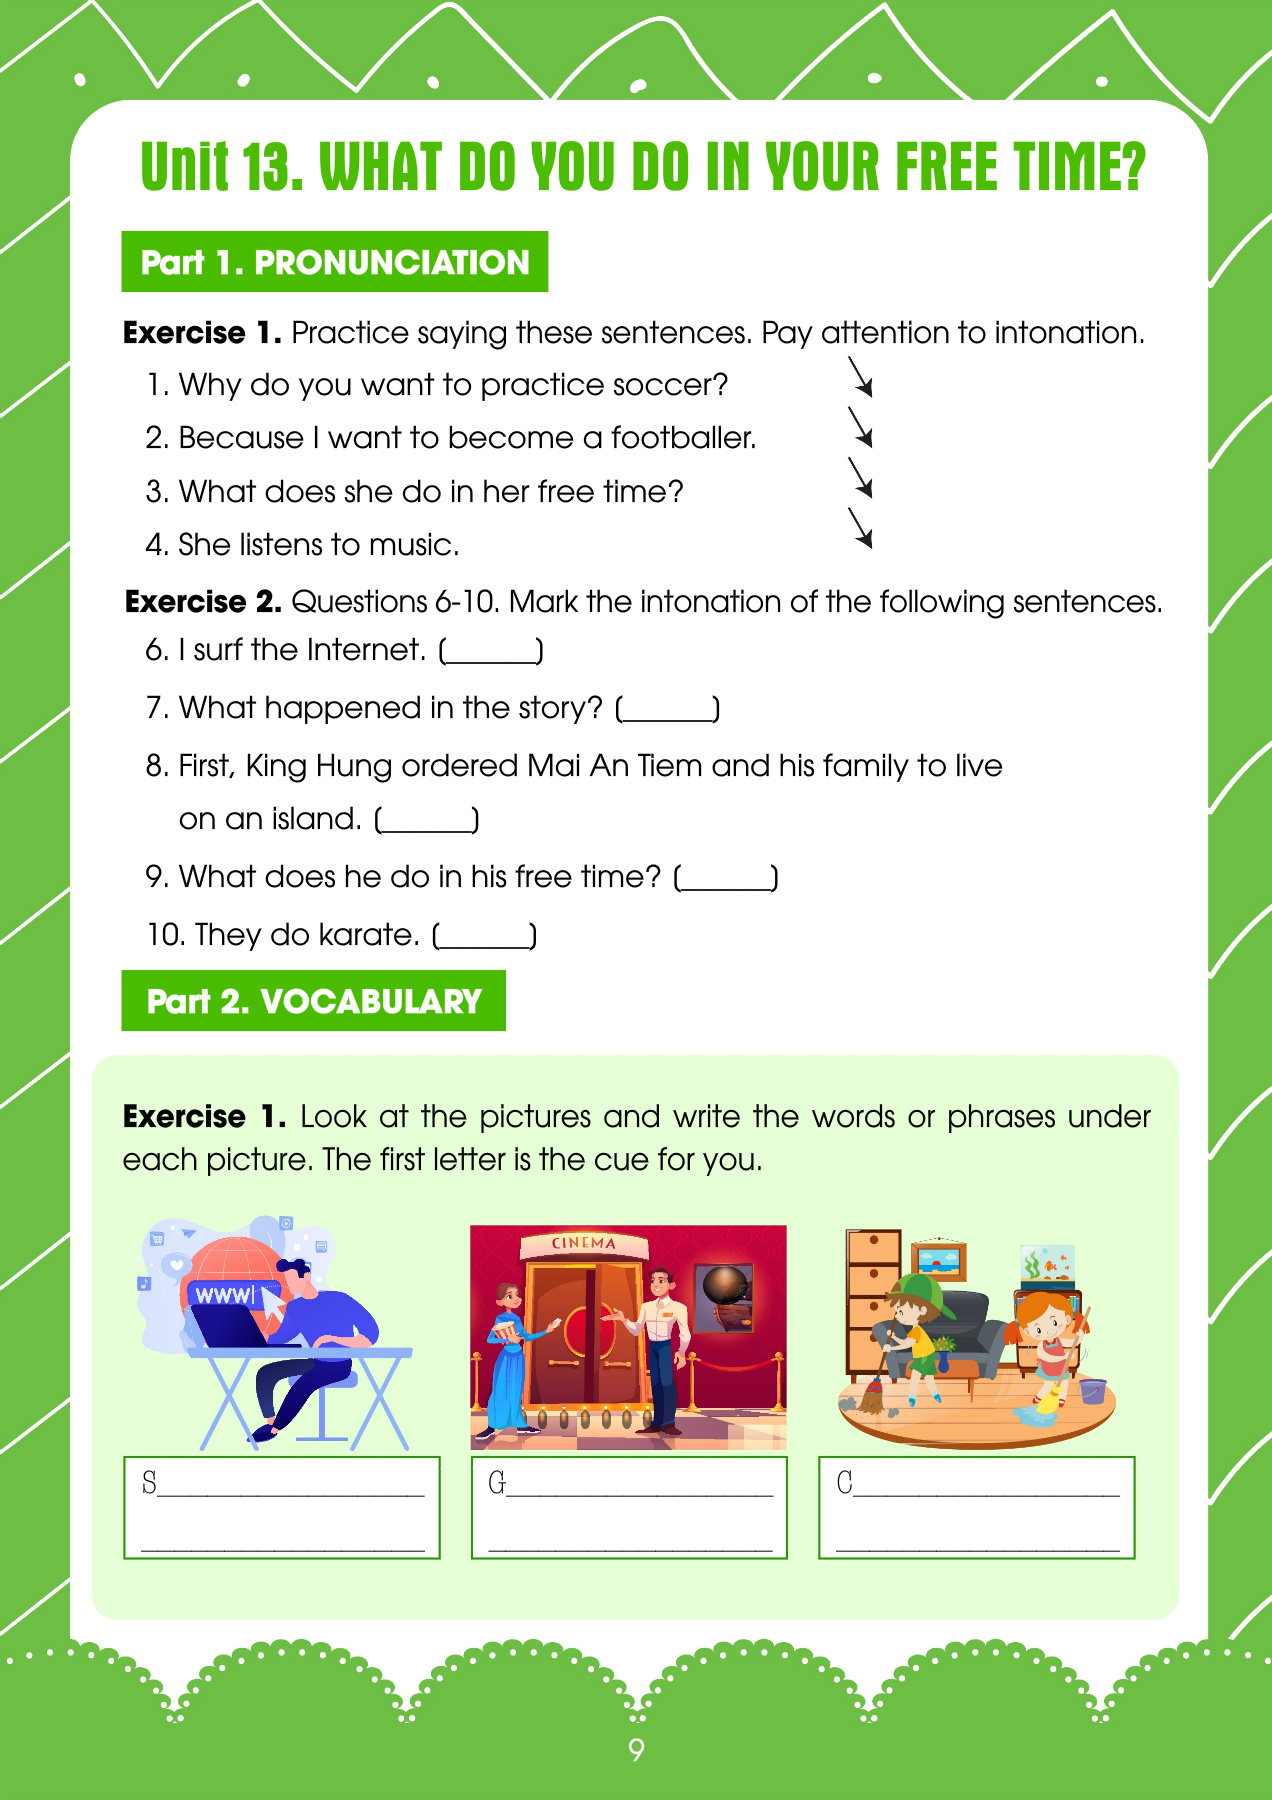 Unit 13. WHAT DO YOU DO IN YOUR FREE TIME?
Part 1. PRONUNCIATION
Exercise 1. Practice saying these sentences. Pay attention to intonation.
1. Why do you want to practice soccer?
2. Because I want to become a footballer.
3. What does she do in her free time?
4. She listens to music.
Exercise 2. Questions 6-10. Mark the intonation of the following sentences.
6. I surf the Internet. (______)
7. What happened in the story? (______)
8. First, King Hung ordered Mai An Tiem and his family to live
on an island. (______)
9. What does he do in his free time? (______)
10. They do karate. (______)
Part 2. VOCABULARY
Exercise 1. Look at the pictures and write the words or phrases under
each picture. The first letter is the cue for you.
WWW
CINEMA
S________________ G________________ C________________
_________________ _________________ _________________
9